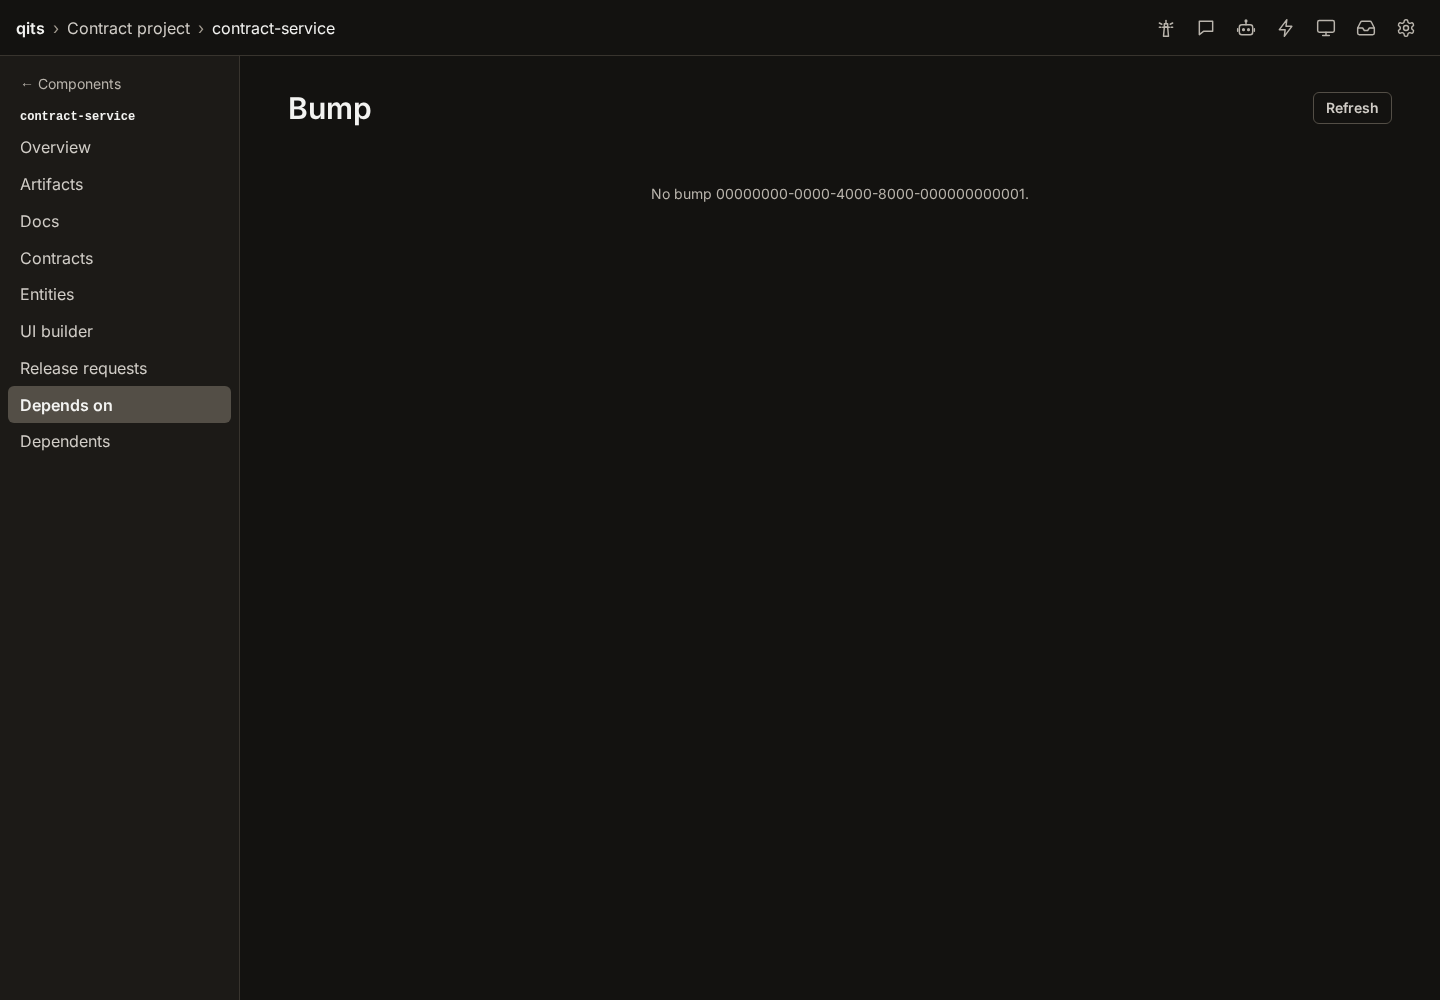 qits › Contract project › contract-service
← Components
contract-service
Overview
Artifacts
Docs
Contracts
Entities
UI builder
Release requests
Depends on
Dependents
Bump
Refresh
No bump 00000000-0000-4000-8000-000000000001.